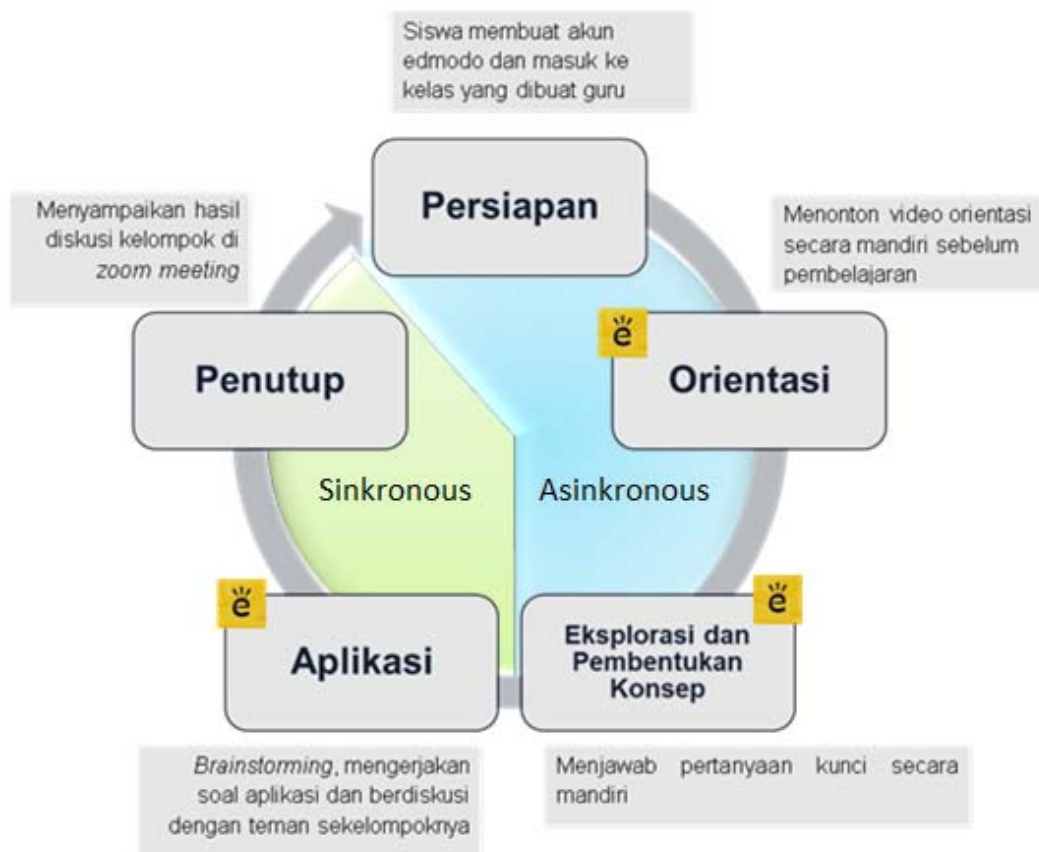 Siswa membuat akun
edmodo dan masuk ke
kelas yang dibuat guru
Persiapan
Menonton video orientasi
secara mandiri sebelum
pembelajaran
Orientasi
Eksplorasi dan
Pembentukan
Konsep
Menjawab pertanyaan kunci secara
mandiri
Aplikasi
Brainstorming, mengerjakan
soal aplikasi dan berdiskusi
dengan teman sekelompoknya
Penutup
Menyampaikan hasil
diskusi kelompok di
zoom meeting
Sinkronous
Asinkronous
e
e
e